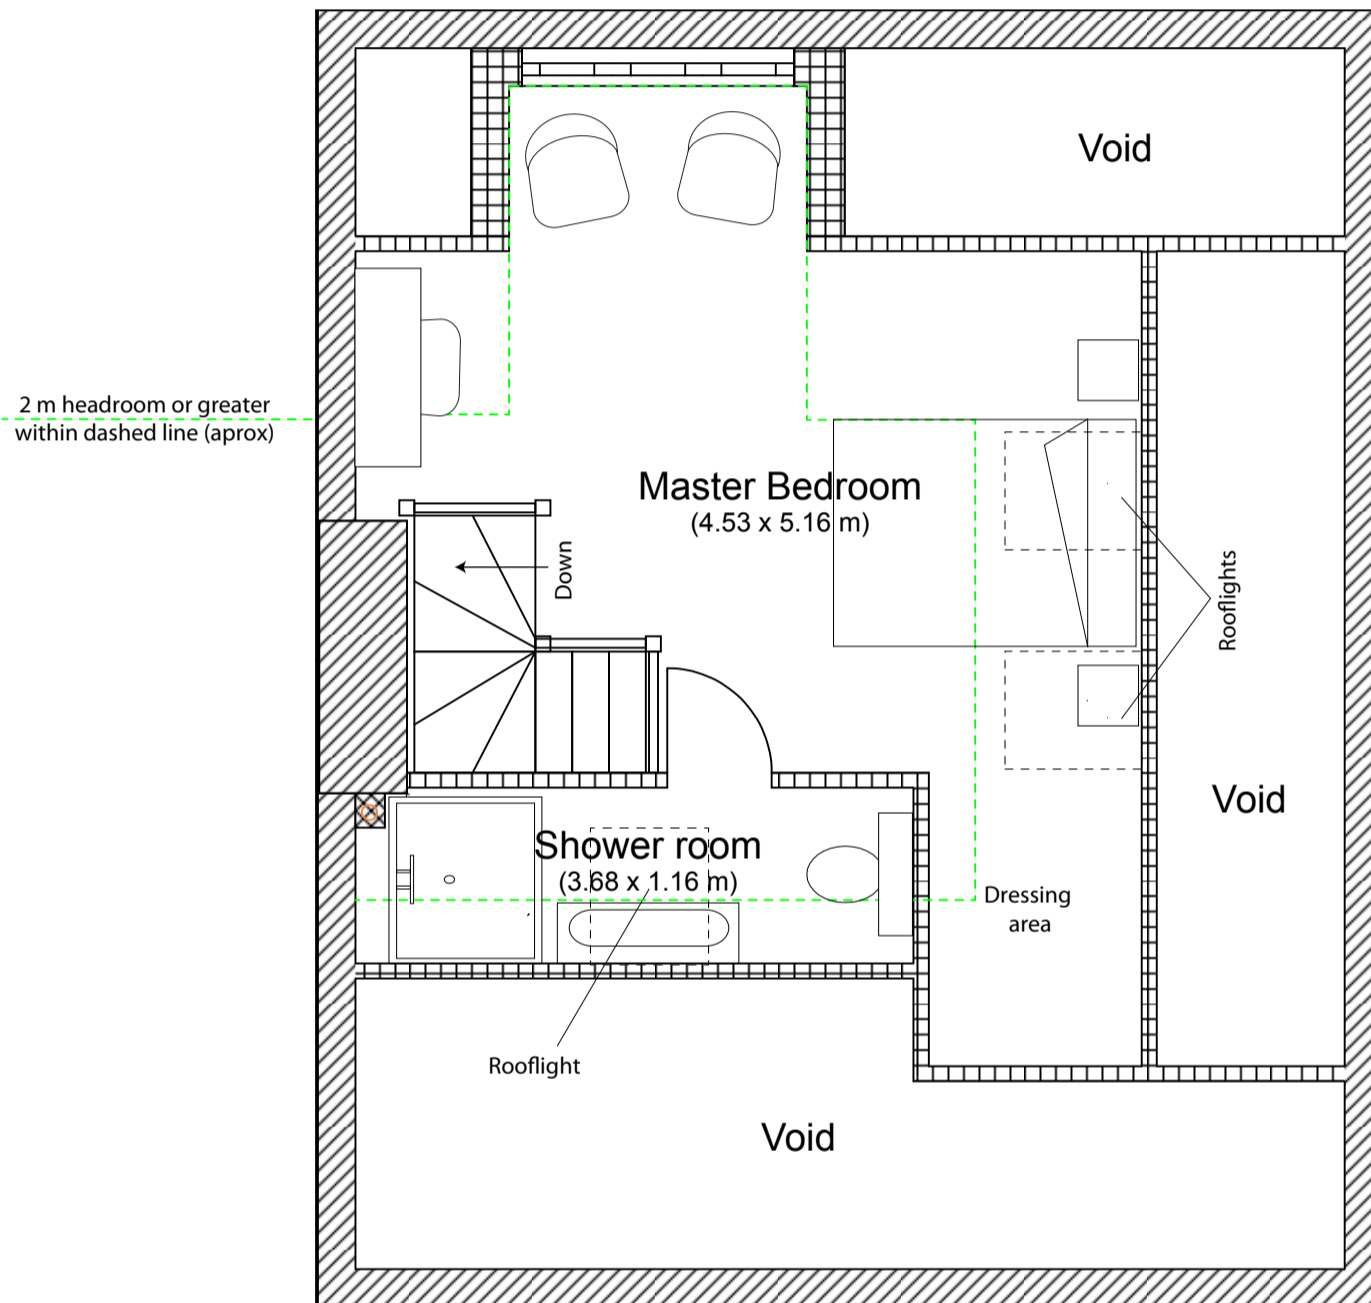 Void
2 m headroom or greater
within dashed line (aprox)
Master Bedroom
(4.53 x 5.16 m)
Down
Rooflights
Void
Shower room
(3.68 x 1.16 m)
Dressing
area
Rooflight
Void